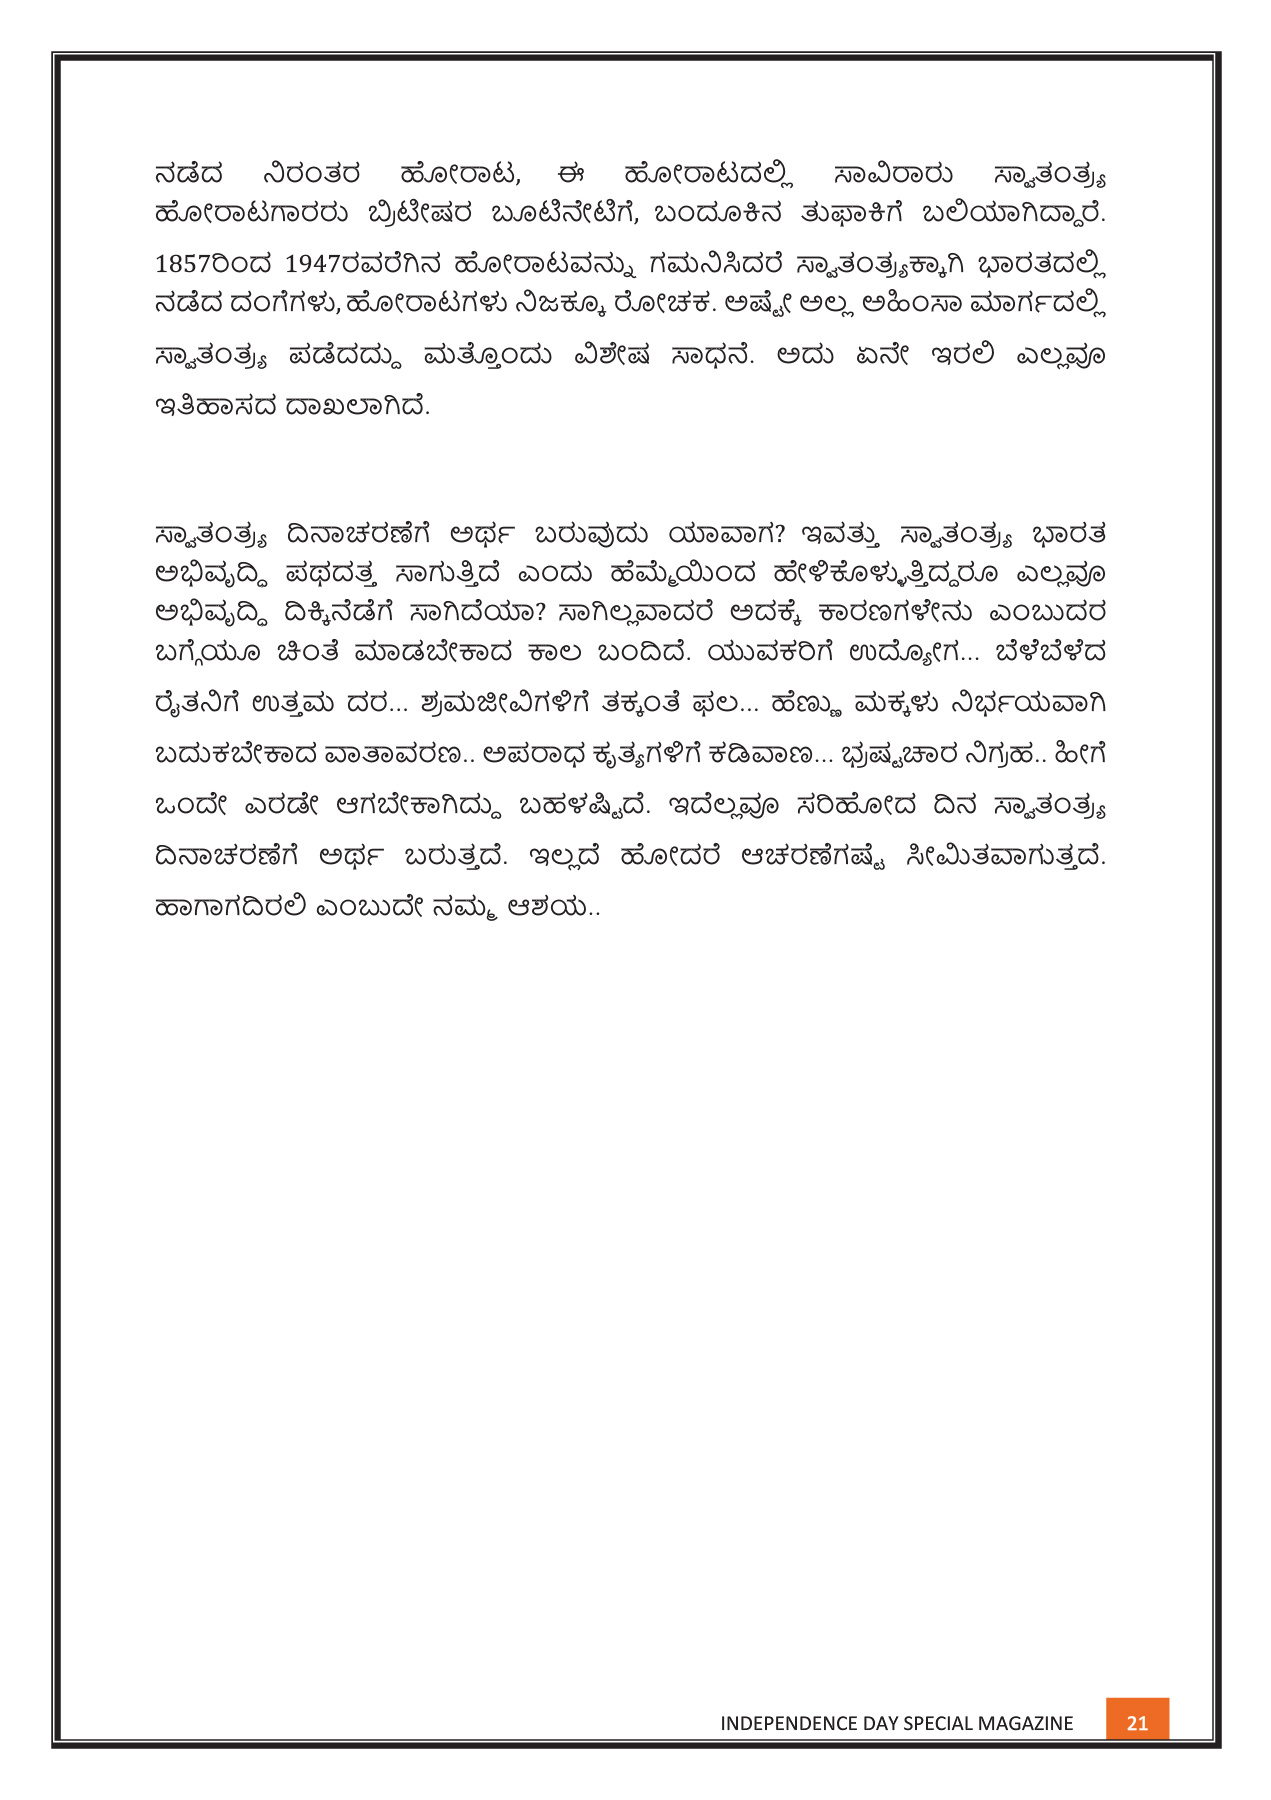 ನಡೆದ ನಿರಂತರ ಹೋರಾಟ, ಈ ಹೋರಾಟದಲ್ಲಿ ಸಾವಿರಾರು ಸ್ವಾತಂತ್ರ್ಯ
ಹೋರಾಟಗಾರರು ಬ್ರಿಟೀಷರ ಬೂಟಿನೇಟಿಗೆ, ಬಂದೂಕಿನ ತುಫಾಕಿಗೆ ಬಲಿಯಾಗಿದ್ದಾರೆ.
1857ರಿಂದ 1947ರವರೆಗಿನ ಹೋರಾಟವನ್ನು ಗಮನಿಸಿದರೆ ಸ್ವಾತಂತ್ರ್ಯಕ್ಕಾಗಿ ಭಾರತದಲ್ಲಿ
ನಡೆದ ದಂಗೆಗಳು, ಹೋರಾಟಗಳು ನಿಜಕ್ಕೂ ರೋಚಕ. ಅಷ್ಟೇ ಅಲ್ಲ ಅಹಿಂಸಾ ಮಾರ್ಗದಲ್ಲಿ
ಸ್ವಾತಂತ್ರ್ಯ ಪಡೆದದ್ದು ಮತ್ತೊಂದು ವಿಶೇಷ ಸಾಧನೆ. ಅದು ಏನೇ ಇರಲಿ ಎಲ್ಲವೂ
ಇತಿಹಾಸದ ದಾಖಲಾಗಿದೆ.
ಸ್ವಾತಂತ್ರ್ಯ ದಿನಾಚರಣೆಗೆ ಅರ್ಥ ಬರುವುದು ಯಾವಾಗ? ಇವತ್ತು ಸ್ವಾತಂತ್ರ್ಯ ಭಾರತ
ಅಭಿವೃದ್ಧಿ ಪಥದತ್ತ ಸಾಗುತ್ತಿದೆ ಎಂದು ಹೆಮ್ಮೆಯಿಂದ ಹೇಳಿಕೊಳ್ಳುತ್ತಿದ್ದರೂ ಎಲ್ಲವೂ
ಅಭಿವೃದ್ದಿ ದಿಕ್ಕಿನೆಡೆಗೆ ಸಾಗಿದೆಯಾ? ಸಾಗಿಲ್ಲವಾದರೆ ಅದಕ್ಕೆ ಕಾರಣಗಳೇನು ಎಂಬುದರ
ಬಗ್ಗೆಯೂ ಚಿಂತೆ ಮಾಡಬೇಕಾದ ಕಾಲ ಬಂದಿದೆ. ಯುವಕರಿಗೆ ಉದ್ಯೋಗ... ಬೆಳೆಬೆಳೆದ
ರೈತನಿಗೆ ಉತ್ತಮ ದರ... ಶ್ರಮಜೀವಿಗಳಿಗೆ ತಕ್ಕಂತೆ ಫಲ... ಹೆಣ್ಣು ಮಕ್ಕಳು ನಿರ್ಭಯವಾಗಿ
ಬದುಕಬೇಕಾದ ವಾತಾವರಣ.. ಅಪರಾಧ ಕೃತ್ಯಗಳಿಗೆ ಕಡಿವಾಣ... ಭ್ರಷ್ಟಚಾರ ನಿಗ್ರಹ.. ಹೀಗೆ
ಒಂದೇ ಎರಡೇ ಆಗಬೇಕಾಗಿದ್ದು ಬಹಳಷ್ಟಿದೆ. ಇದೆಲ್ಲವೂ ಸರಿಹೋದ ದಿನ ಸ್ವಾತಂತ್ರ್ಯ
ದಿನಾಚರಣೆಗೆ ಅರ್ಥ ಬರುತ್ತದೆ. ಇಲ್ಲದೆ ಹೋದರೆ ಆಚರಣೆಗಷ್ಟೆ ಸೀಮಿತವಾಗುತ್ತದೆ.
ಹಾಗಾಗದಿರಲಿ ಎಂಬುದೇ ನಮ್ಮ ಆಶಯ..
INDEPENDENCE DAY SPECIAL MAGAZINE 21